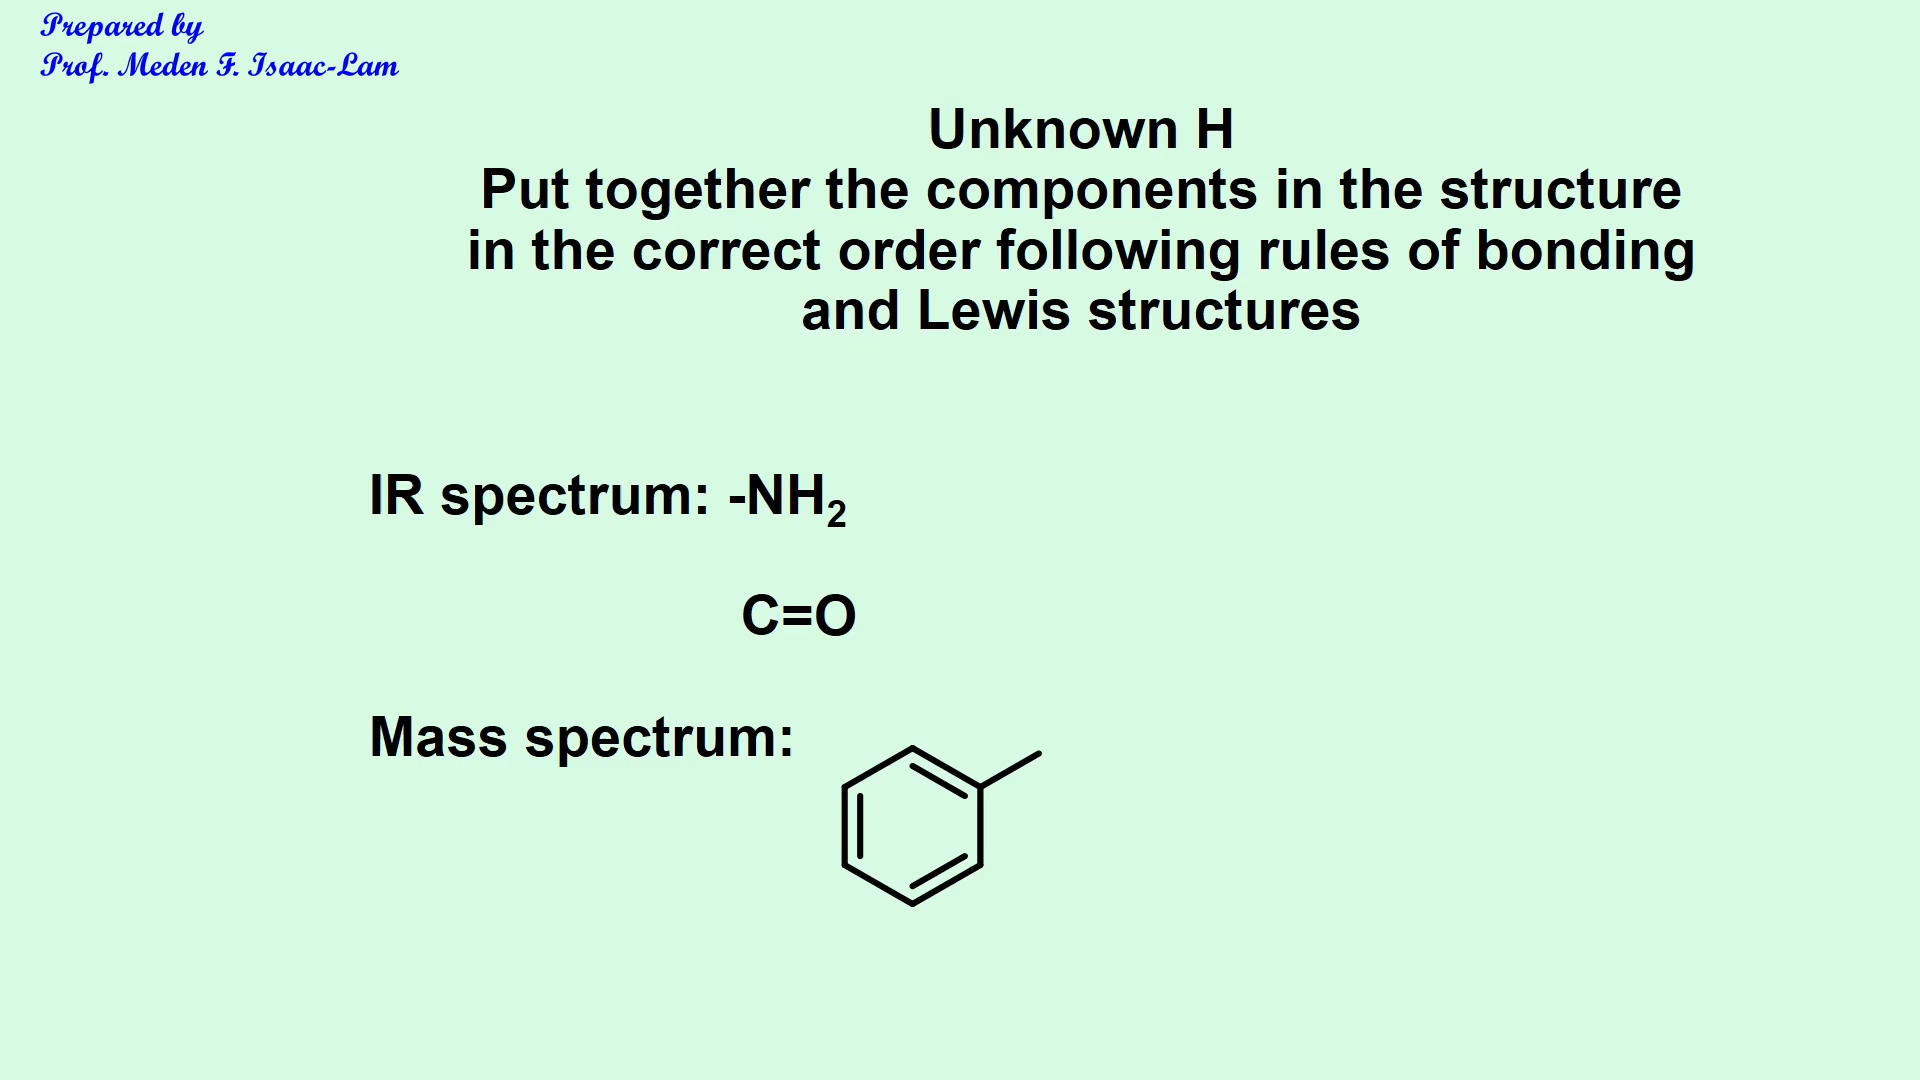 Prepared by
Prof. Meden F. Isaac-Lam
Unknown H
Put together the components in the structure
in the correct order following rules of bonding
and Lewis structures
IR spectrum: -NH₂
C=O
Mass spectrum: